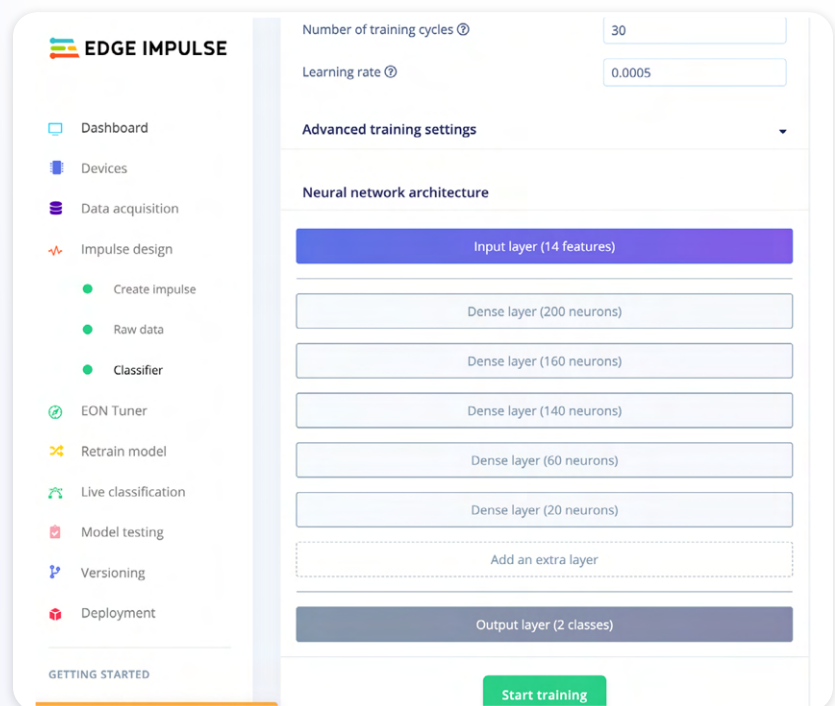 EDGE IMPULSE
Dashboard
Devices
Data acquisition
Impulse design
Create impulse
Raw data
Classifier
EON Tuner
Retrain model
Live classification
Model testing
Versioning
Deployment
GETTING STARTED
Number of training cycles ?
30
Learning rate ?
0.0005
Advanced training settings
Neural network architecture
Input layer (14 features)
Dense layer (200 neurons)
Dense layer (160 neurons)
Dense layer (140 neurons)
Dense layer (60 neurons)
Dense layer (20 neurons)
Add an extra layer
Output layer (2 classes)
Start training